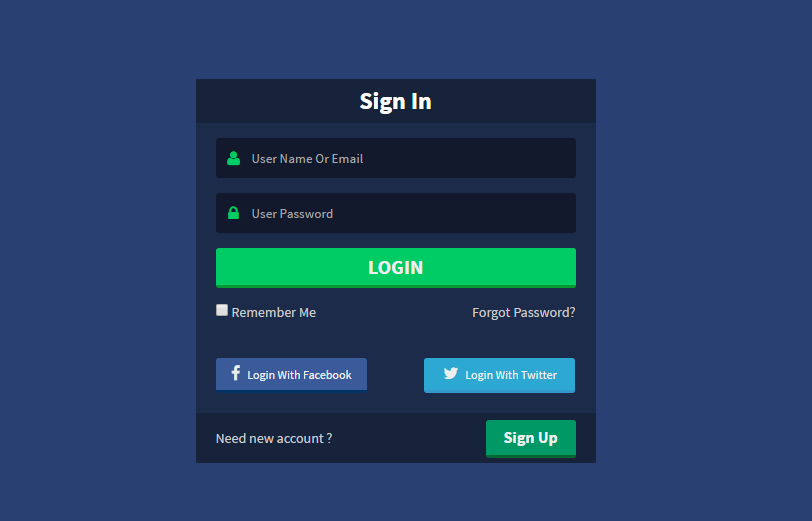 Sign In
User Name Or Email
User Password
LOGIN
Remember Me Forgot Password?
Login With Facebook Login With Twitter
Need new account ? Sign Up